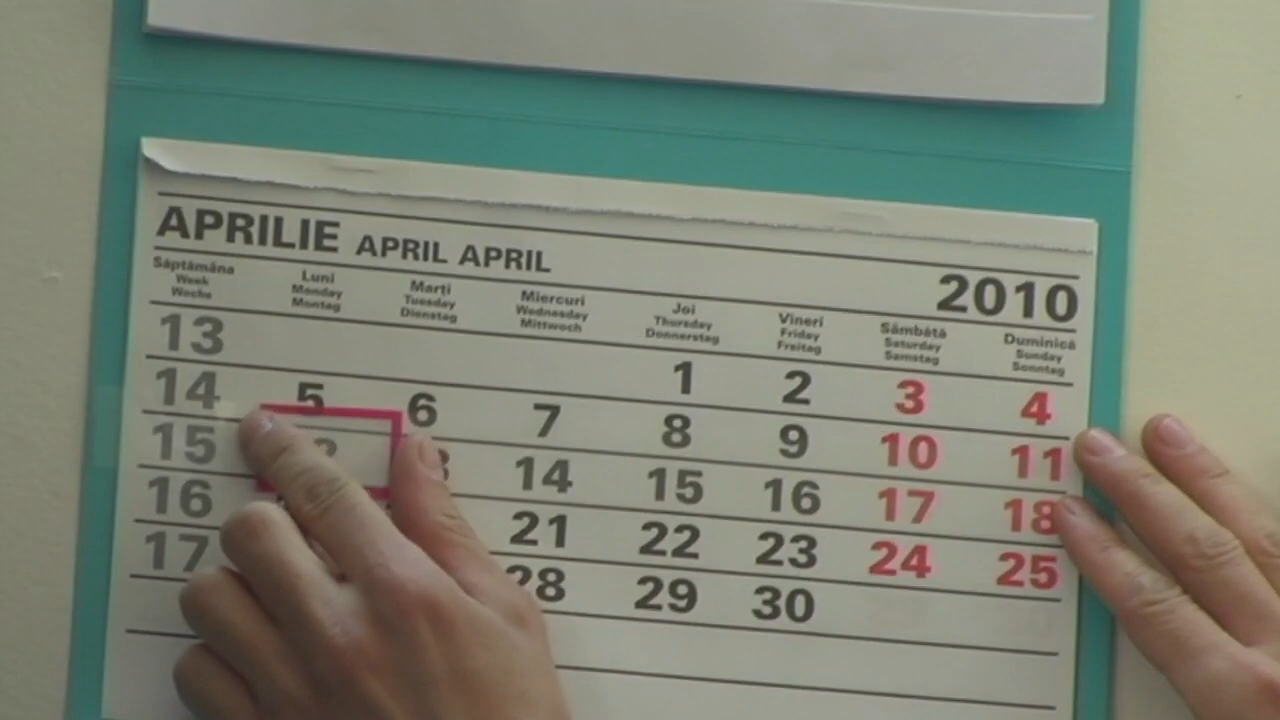 APRILIE APRIL APRIL 2010
Săptămâna Luni Marţi Miercuri Joi Vineri Sâmbătă Duminică
Week Monday Tuesday Wednesday Thursday Friday Saturday Sunday
Woche Montag Dienstag Mittwoch Donnerstag Freitag Samstag Sonntag
13 1 2 3 4
14 5 6 7 8 9 10 11
15 14 15 16 17 18
16 21 22 23 24 25
17 28 29 30